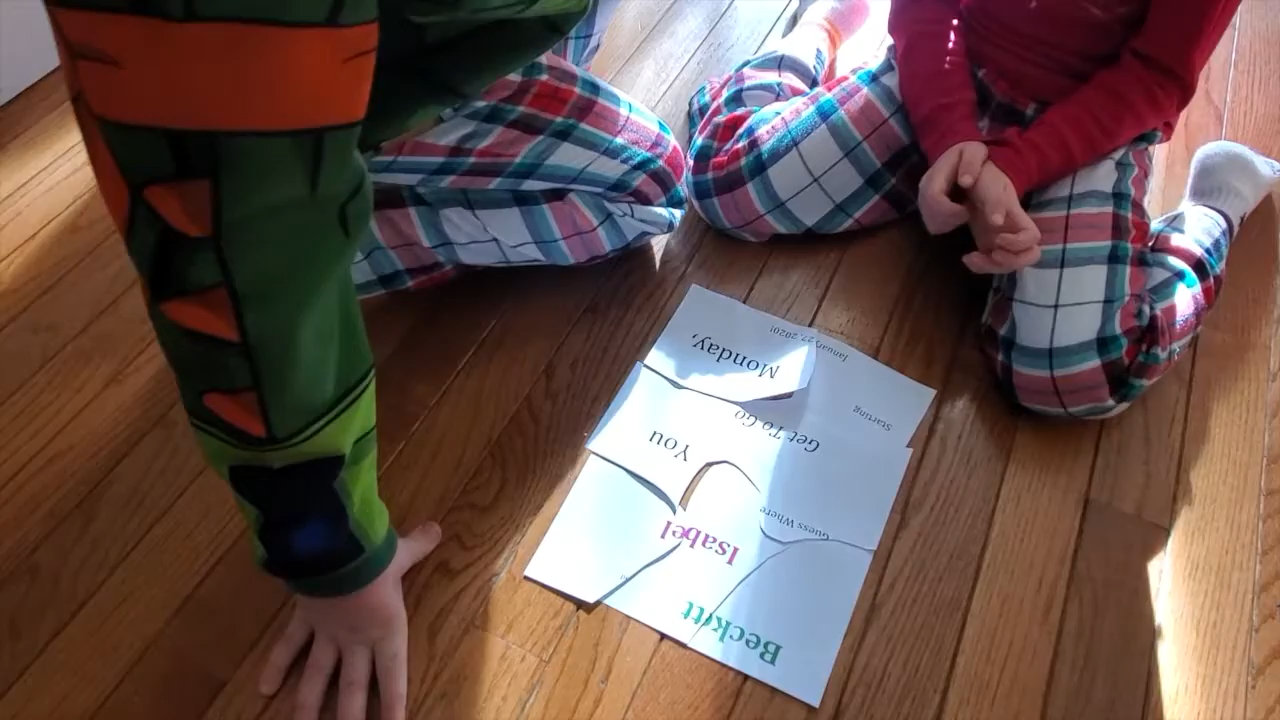 Beckett
Isabel
Guess Where
You
Get To Go
Starting
Monday,
January 27, 2020!